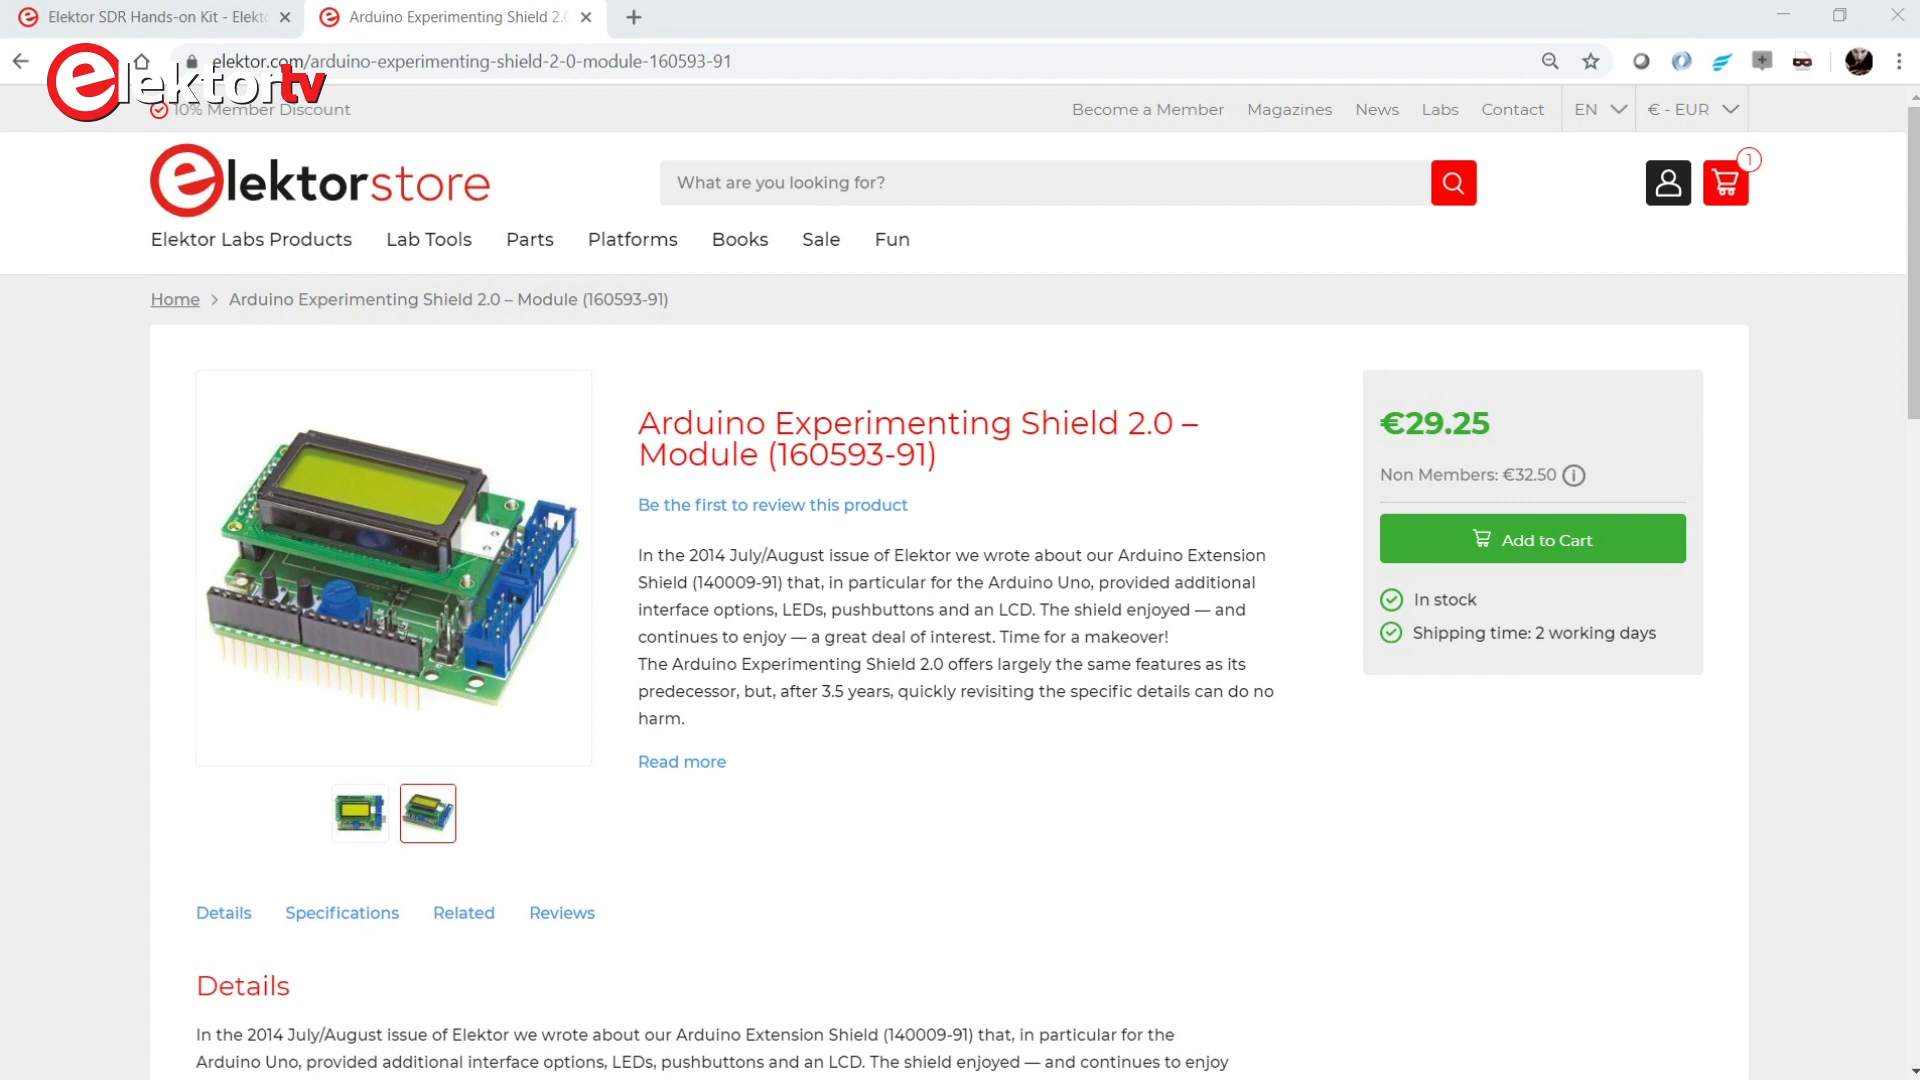 Elektor SDR Hands-on Kit - Elekto
Arduino Experimenting Shield 2.0
elektor.com/arduino-experimenting-shield-2-0-module-160593-91
elektortv
10% Member Discount
Become a Member
Magazines
News
Labs
Contact
EN
€ - EUR
elektorstore
What are you looking for?
1
Elektor Labs Products
Lab Tools
Parts
Platforms
Books
Sale
Fun
Home > Arduino Experimenting Shield 2.0 – Module (160593-91)
Arduino Experimenting Shield 2.0 –
Module (160593-91)
Be the first to review this product
In the 2014 July/August issue of Elektor we wrote about our Arduino Extension
Shield (140009-91) that, in particular for the Arduino Uno, provided additional
interface options, LEDs, pushbuttons and an LCD. The shield enjoyed — and
continues to enjoy — a great deal of interest. Time for a makeover!
The Arduino Experimenting Shield 2.0 offers largely the same features as its
predecessor, but, after 3.5 years, quickly revisiting the specific details can do no
harm.
Read more
€29.25
Non Members: €32.50
Add to Cart
In stock
Shipping time: 2 working days
Details
Specifications
Related
Reviews
Details
In the 2014 July/August issue of Elektor we wrote about our Arduino Extension Shield (140009-91) that, in particular for the
Arduino Uno, provided additional interface options, LEDs, pushbuttons and an LCD. The shield enjoyed — and continues to enjoy